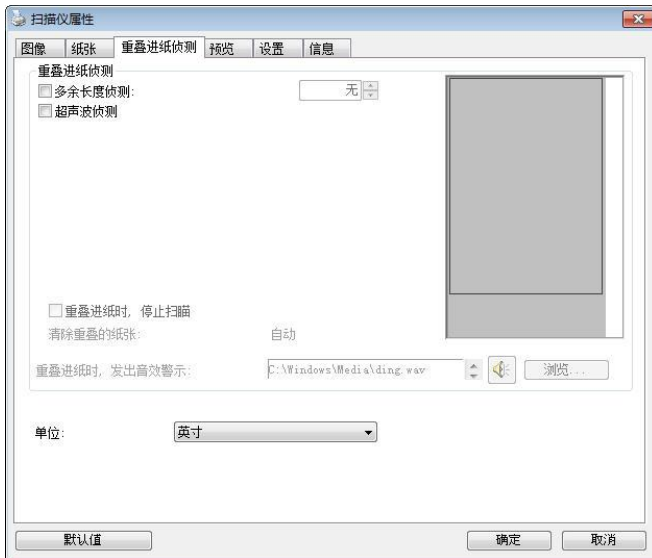 扫描仪属性
图像 纸张 重叠进纸侦测 预览 设置 信息
重叠进纸侦测
多余长度侦测: 无
超声波侦测
重叠进纸时, 停止扫瞄
清除重叠的纸张: 自动
重叠进纸时, 发出音效警示: C:\Windows\Media\ding.wav 浏览...
单位: 英寸
默认值 确定 取消